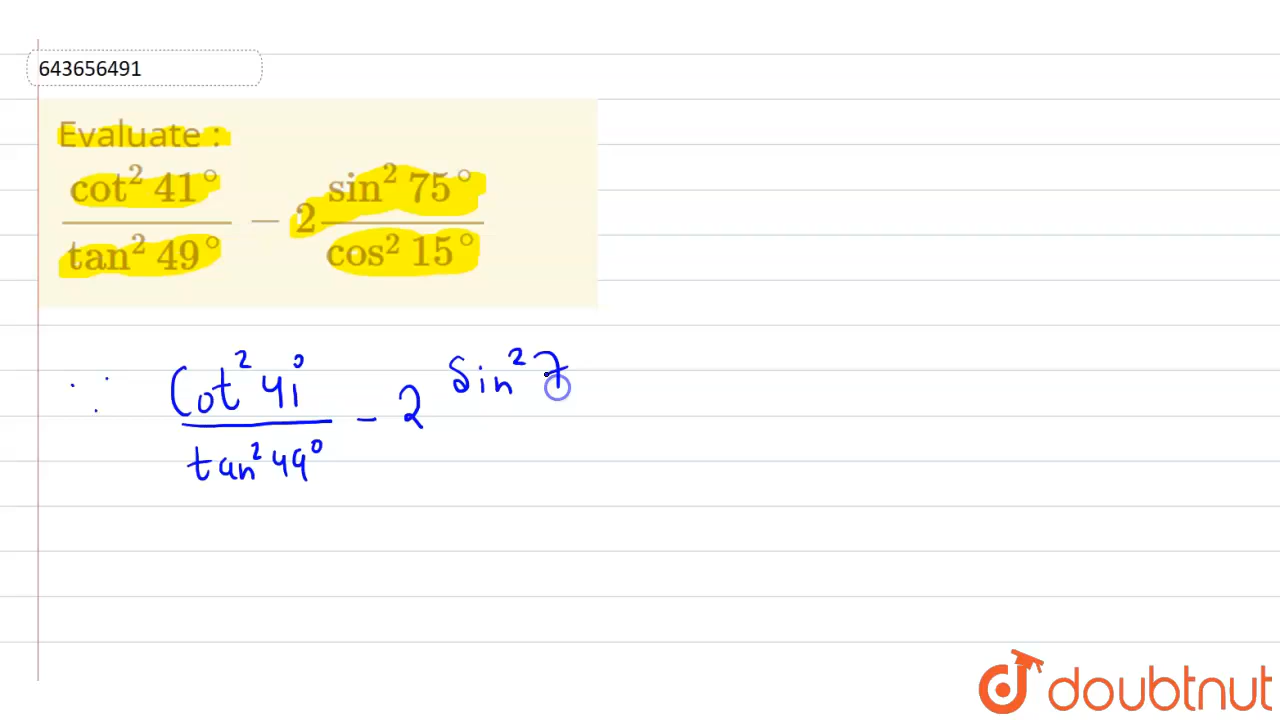 643656491
Evaluate :
cot² 41° / tan² 49° − 2 sin² 75° / cos² 15°
∵ Cot² 41° / tan² 49° − 2 Sin² 7
doubtnut